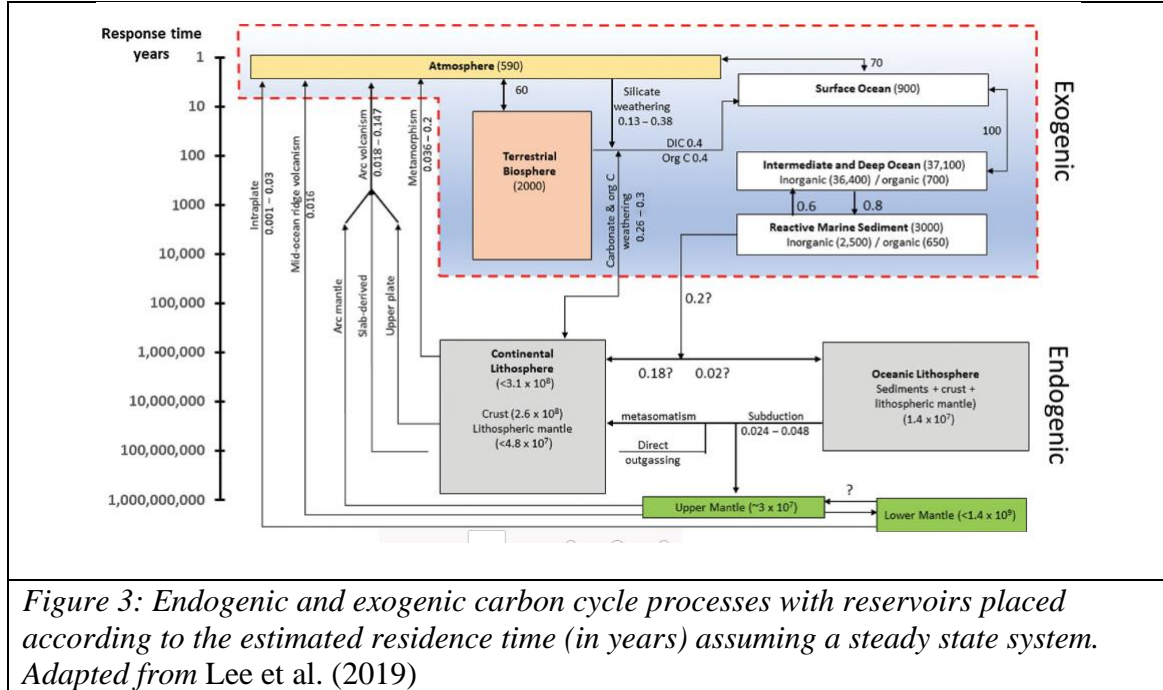 Response time
years
1
10
100
1000
10,000
100,000
1,000,000
10,000,000
100,000,000
1,000,000,000
Atmosphere (590)
70
Surface Ocean (900)
60
Silicate
weathering
0.13 – 0.38
Terrestrial
Biosphere
(2000)
DIC 0.4
Org C 0.4
100
Intermediate and Deep Ocean (37,100)
Inorganic (36,400) / organic (700)
0.6
0.8
Reactive Marine Sediment (3000)
Inorganic (2,500) / organic (650)
Exogenic
Intraplate
0.001 – 0.03
Mid-ocean ridge volcanism
0.016
Arc volcanism
0.018 – 0.147
Metamorphism
0.036 – 0.2
Carbonate & org C
weathering
0.26 – 0.3
Arc mantle
Slab-derived
Upper plate
0.2?
Continental
Lithosphere
(<3.1 x 10⁸)
Crust (2.6 x 10⁸)
Lithospheric mantle
(<4.8 x 10⁷)
0.18?
0.02?
Oceanic Lithosphere
Sediments + crust +
lithospheric mantle)
(1.4 x 10⁷)
Endogenic
metasomatism
Subduction
0.024 – 0.048
Direct
outgassing
?
Upper Mantle (~3 x 10⁷)
Lower Mantle (<1.4 x 10⁹)
Figure 3: Endogenic and exogenic carbon cycle processes with reservoirs placed
according to the estimated residence time (in years) assuming a steady state system.
Adapted from Lee et al. (2019)